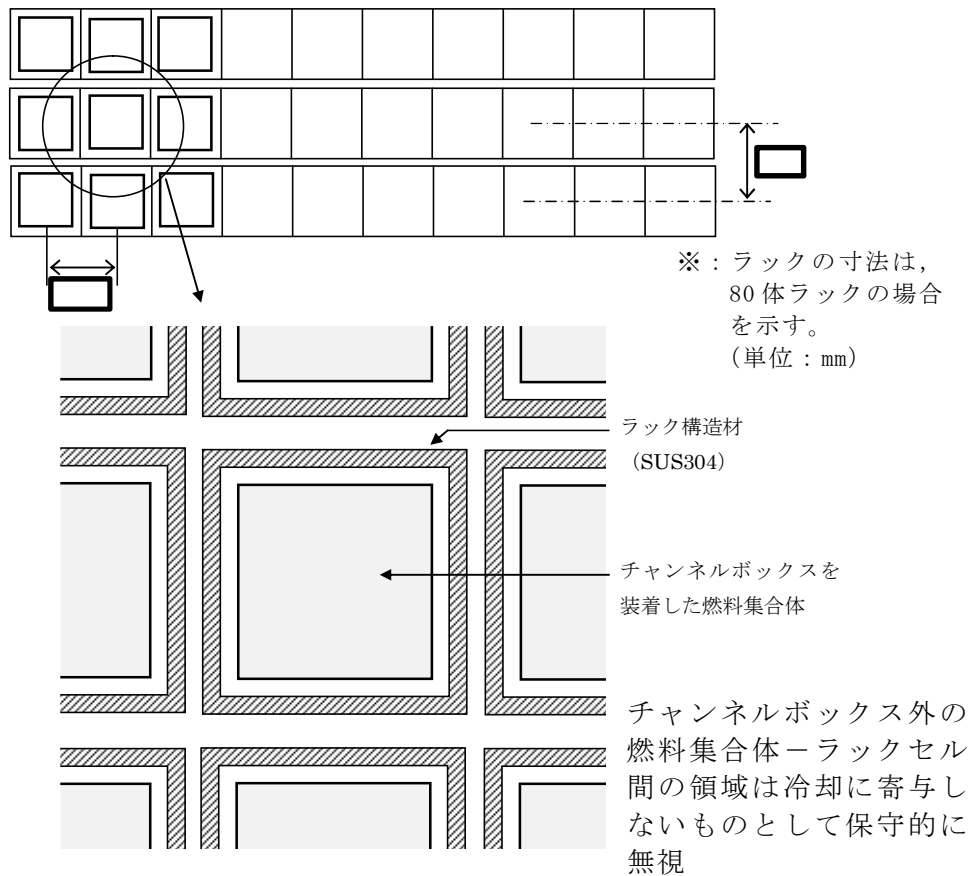 ※：ラックの寸法は，
80 体ラックの場合
を示す。
（単位：mm）
ラック構造材
（SUS304）
チャンネルボックスを
装着した燃料集合体
チャンネルボックス外の
燃料集合体－ラックセル
間の領域は冷却に寄与し
ないものとして保守的に
無視